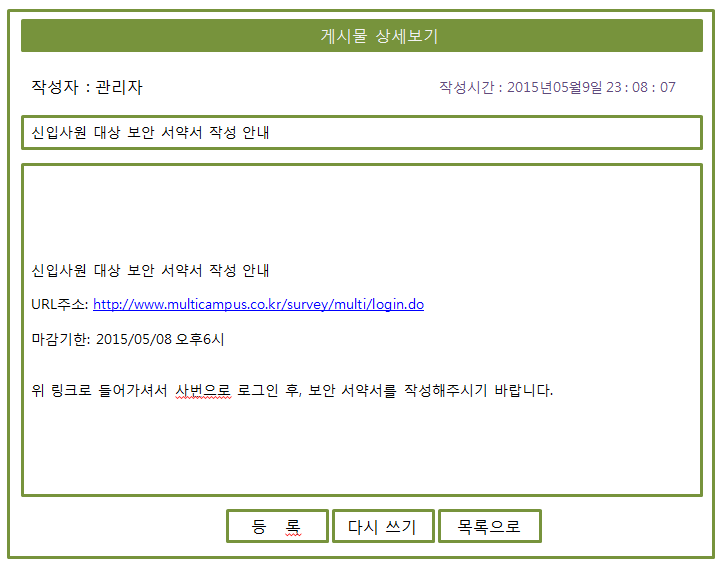 게시물 상세보기
작성자 : 관리자 작성시간 : 2015년05월9일 23 : 08 : 07
신입사원 대상 보안 서약서 작성 안내
신입사원 대상 보안 서약서 작성 안내
URL주소: http://www.multicampus.co.kr/survey/multi/login.do
마감기한: 2015/05/08 오후6시
위 링크로 들어가셔서 사번으로 로그인 후, 보안 서약서를 작성해주시기 바랍니다.
등 록 다시 쓰기 목록으로